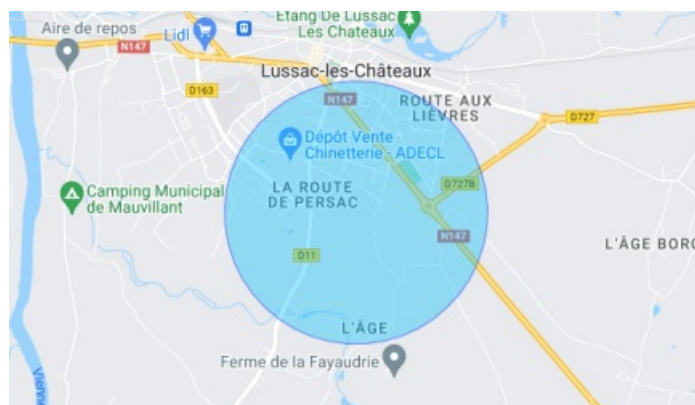 Etang De Lussac
Les Chateaux
Aire de repos
N147
Lidl
Lussac-les-Châteaux
D163
N147
ROUTE AUX
LIÈVRES
D727
Dépôt Vente
Chinetterie - ADECL
D727B
Camping Municipal
de Mauvillant
LA ROUTE
DE PERSAC
N147
L'ÂGE BORG
D11
L'ÂGE
Ferme de la Fayaudrie
Vienne